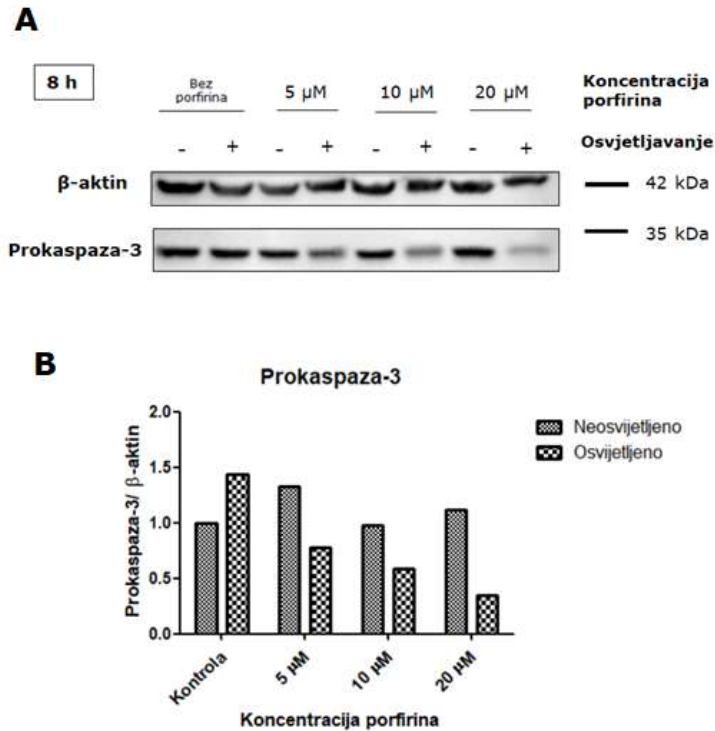 A
8 h
Bez
porfirina
5 µM
10 µM
20 µM
Koncentracija
porfirina
- + - + - + - +
Osvjetljavanje
β-aktin
42 kDa
35 kDa
Prokaspaza-3
B
Prokaspaza-3
Prokaspaza-3/ β-aktin
2.0
1.5
1.0
0.5
0.0
Neosvijetljeno
Osvijetljeno
Kontrola
5 µM
10 µM
20 µM
Koncentracija porfirina